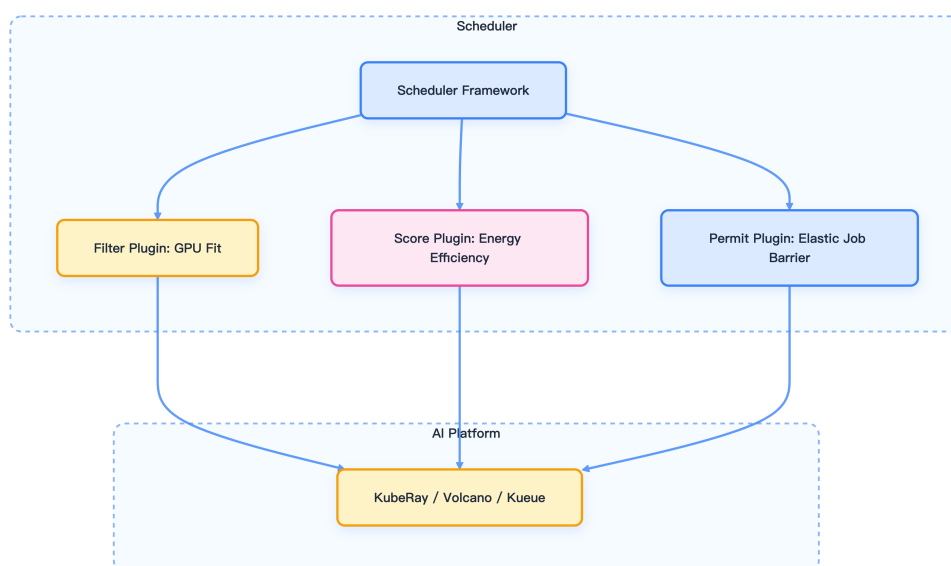 Scheduler
Scheduler Framework
Filter Plugin: GPU Fit
Score Plugin: Energy
Efficiency
Permit Plugin: Elastic Job
Barrier
AI Platform
KubeRay / Volcano / Kueue